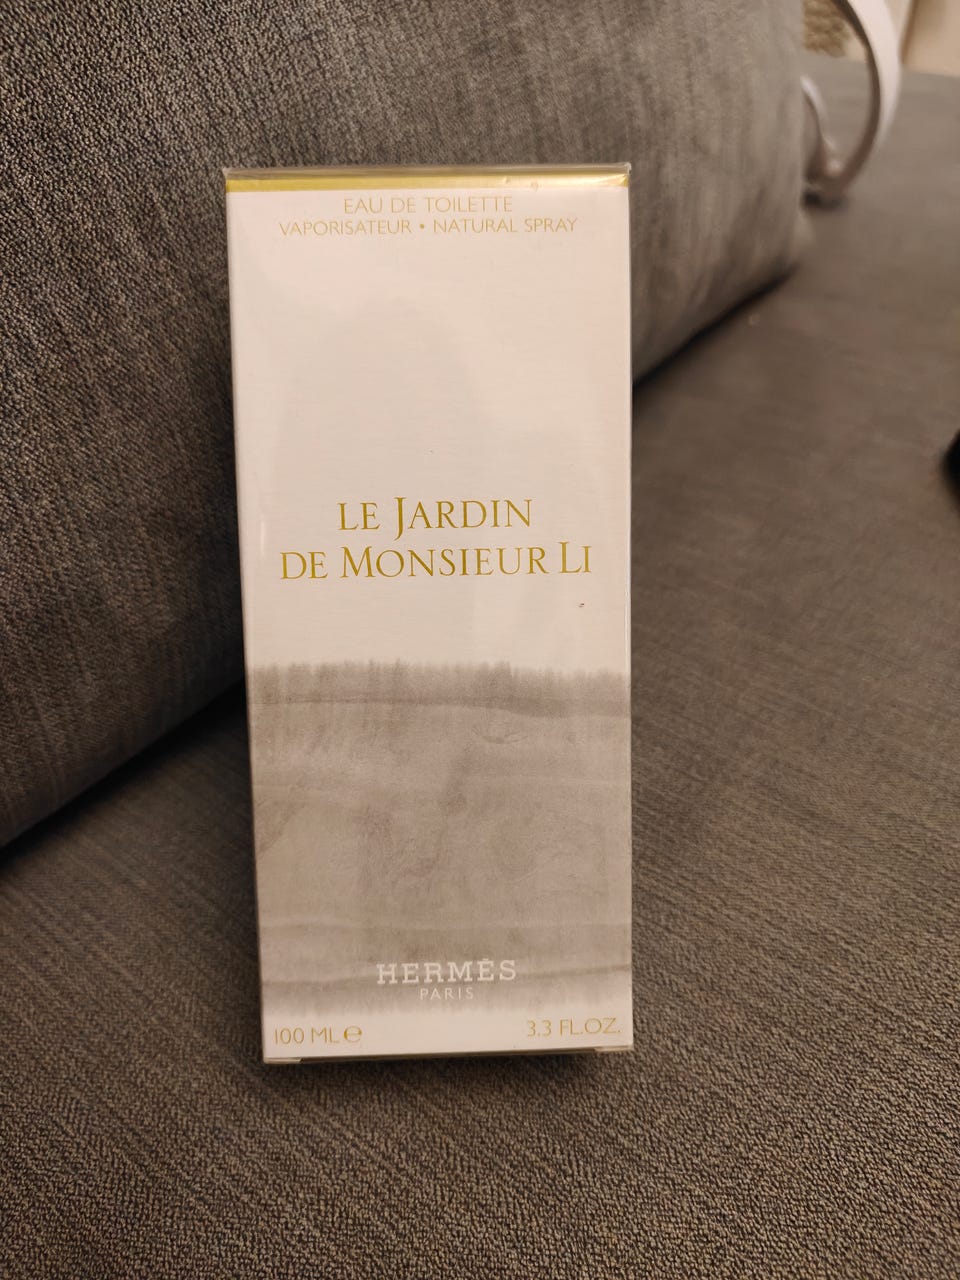 EAU DE TOILETTE
VAPORISATEUR • NATURAL SPRAY
LE JARDIN
DE MONSIEUR LI
HERMÈS
PARIS
100 ML ℮ 3.3 FL.OZ.